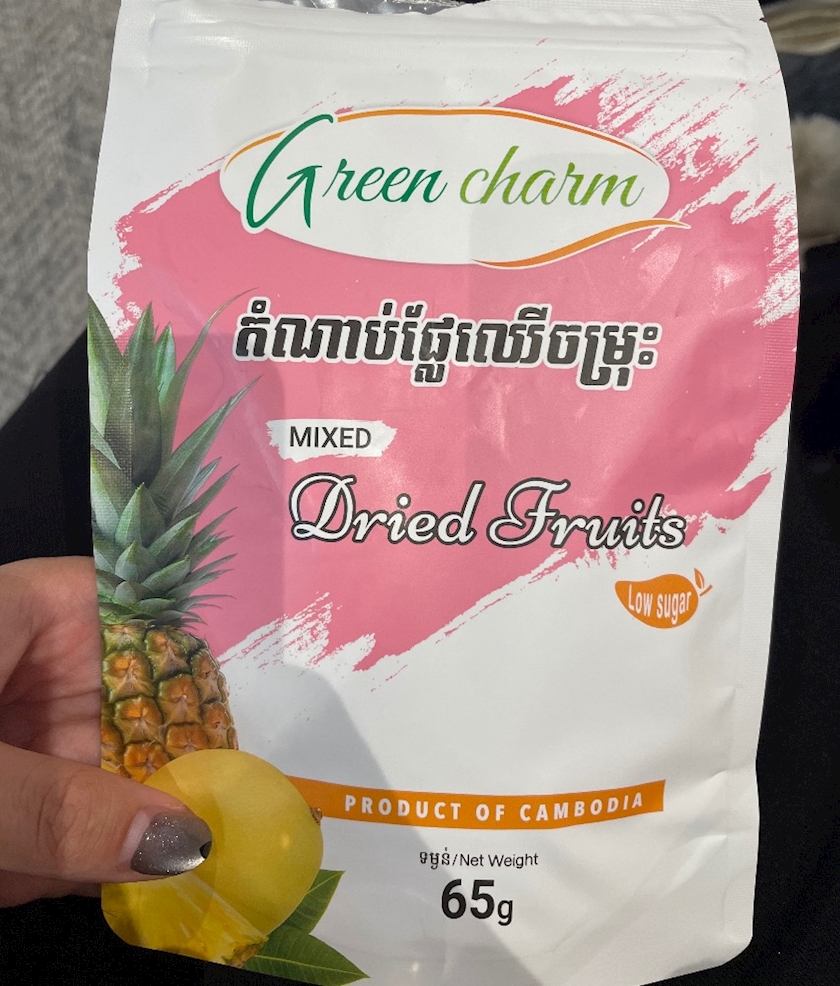 Green charm
តំណាប់ផ្លែឈើចម្រុះ
MIXED
Dried Fruits
Low sugar
PRODUCT OF CAMBODIA
ទម្ងន់/Net Weight
65g